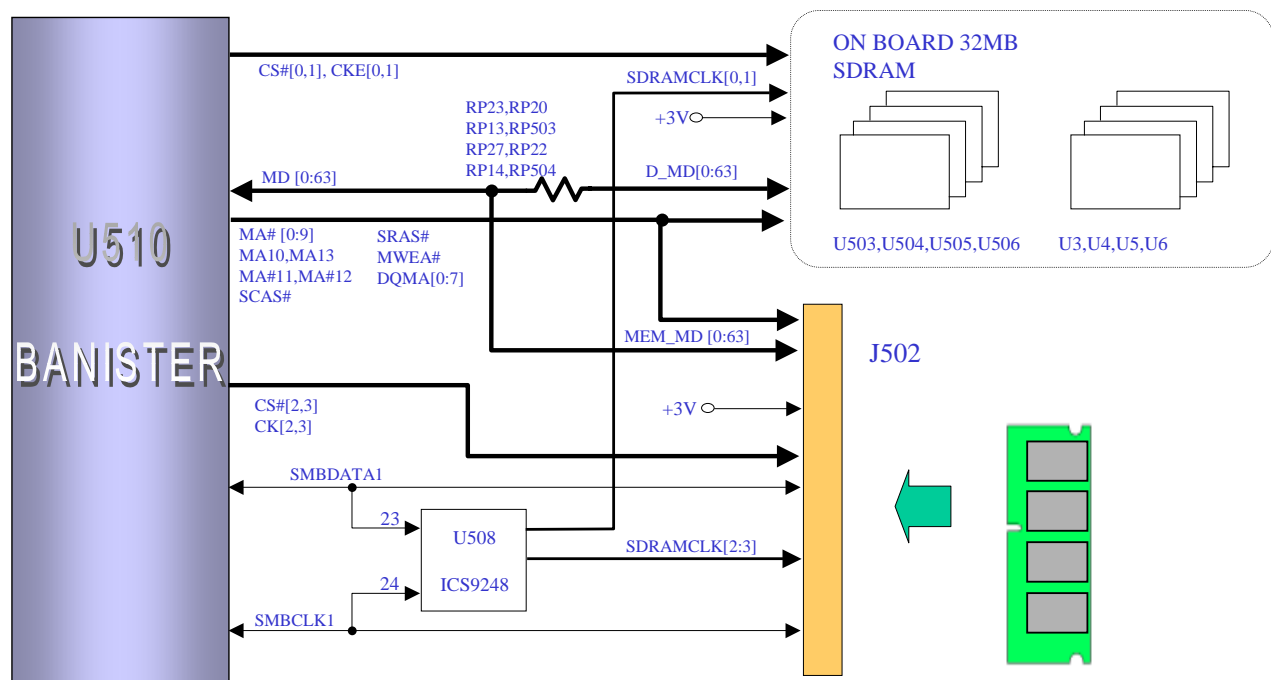 ON BOARD 32MB
SDRAM
CS#[0,1], CKE[0,1]
SDRAMCLK[0,1]
+3V
RP23,RP20
RP13,RP503
RP27,RP22
RP14,RP504
MD [0:63]
D_MD[0:63]
U510
BANISTER
MA# [0:9]
MA10,MA13
MA#11,MA#12
SCAS#
SRAS#
MWEA#
DQMA[0:7]
U503,U504,U505,U506
U3,U4,U5,U6
MEM_MD [0:63]
J502
+3V
CS#[2,3]
CK[2,3]
SMBDATA1
23
U508
ICS9248
24
SDRAMCLK[2:3]
SMBCLK1